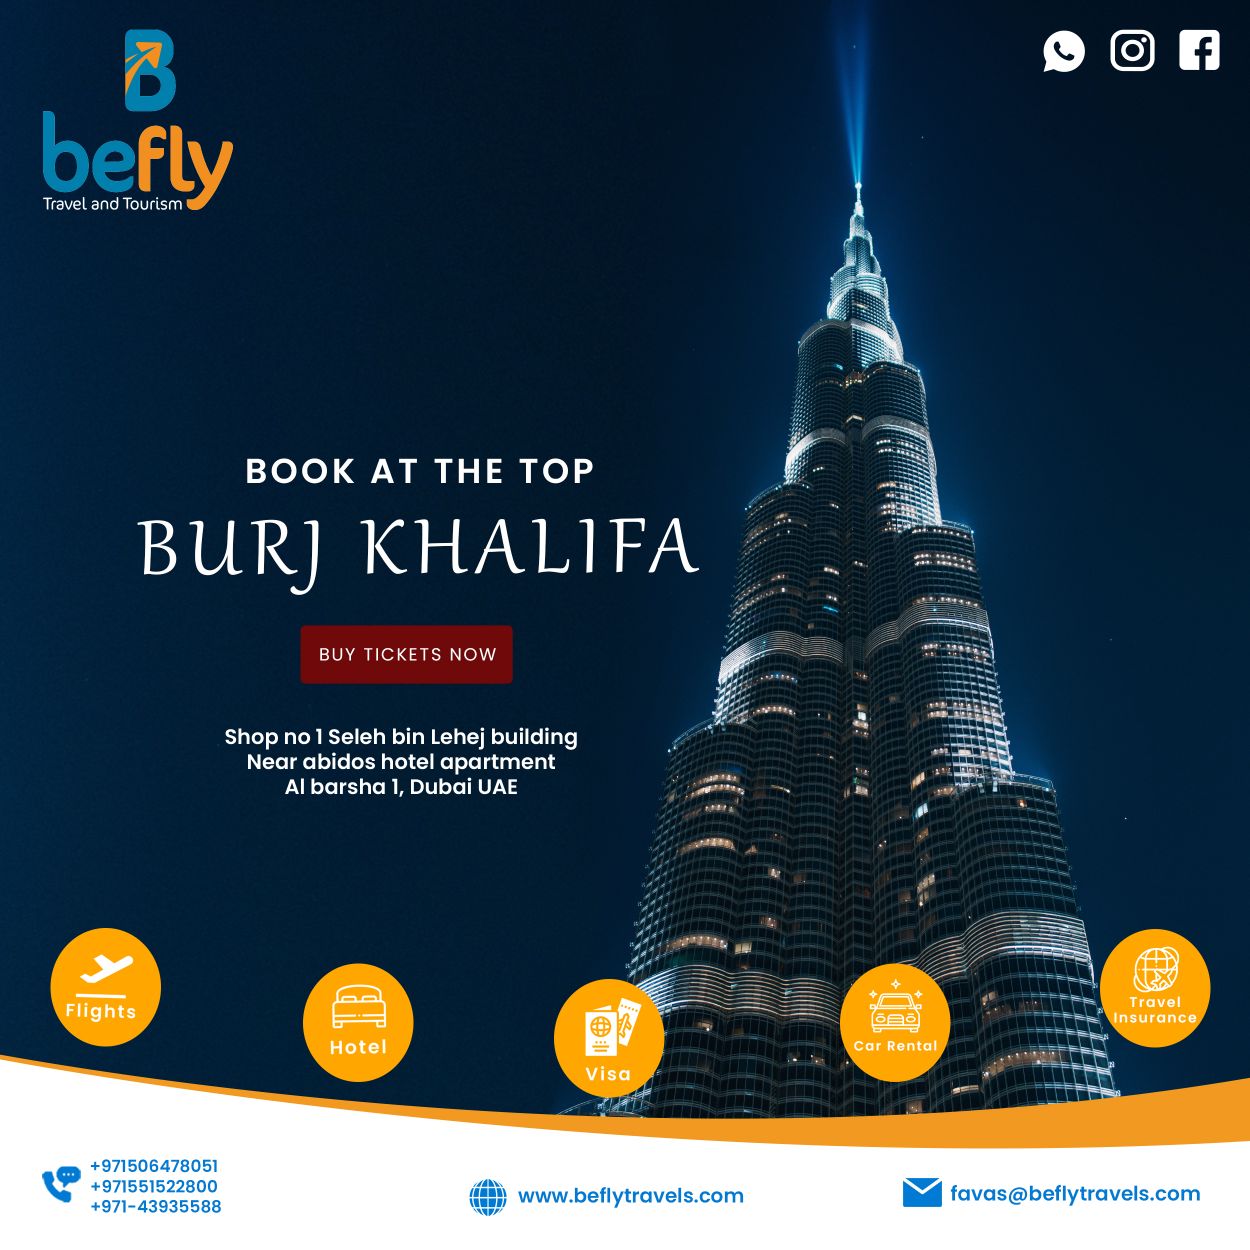 B
befly
Travel and Tourism
BOOK AT THE TOP
BURJ KHALIFA
BUY TICKETS NOW
Shop no 1 Seleh bin Lehej building
Near abidos hotel apartment
Al barsha 1, Dubai UAE
Flights
Hotel
Visa
Car Rental
Travel
Insurance
+971506478051
+971551522800
+971-43935588
www.beflytravels.com
favas@beflytravels.com